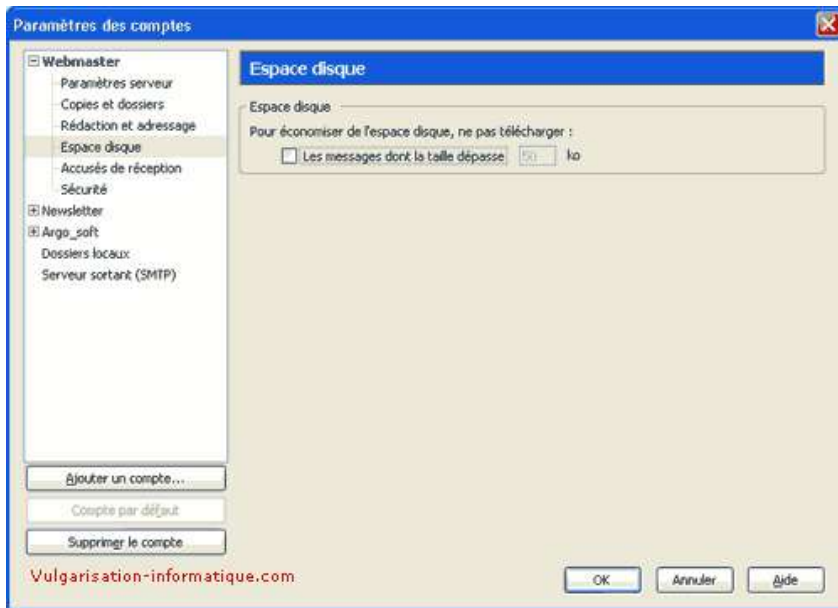 Paramètres des comptes
Webmaster
Paramètres serveur
Copies et dossiers
Rédaction et adressage
Espace disque
Accusés de réception
Sécurité
Newsletter
Argo_soft
Dossiers locaux
Serveur sortant (SMTP)
Ajouter un compte...
Compte par défaut
Supprimer le compte
Vulgarisation-informatique.com
Espace disque
Espace disque
Pour économiser de l'espace disque, ne pas télécharger :
Les messages dont la taille dépasse 50 ko
OK Annuler Aide